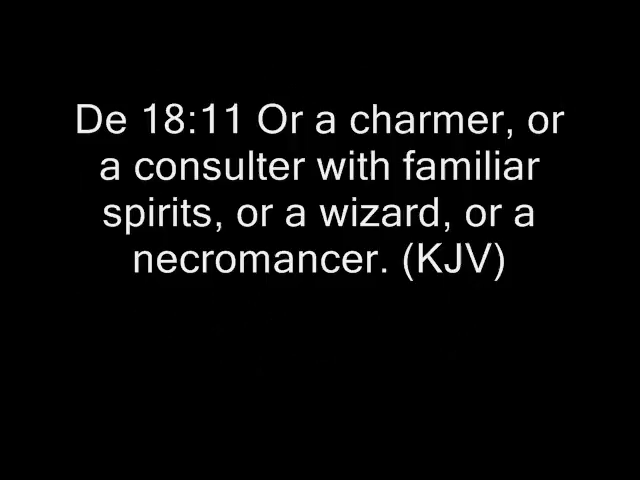 De 18:11 Or a charmer, or
a consulter with familiar
spirits, or a wizard, or a
necromancer. (KJV)